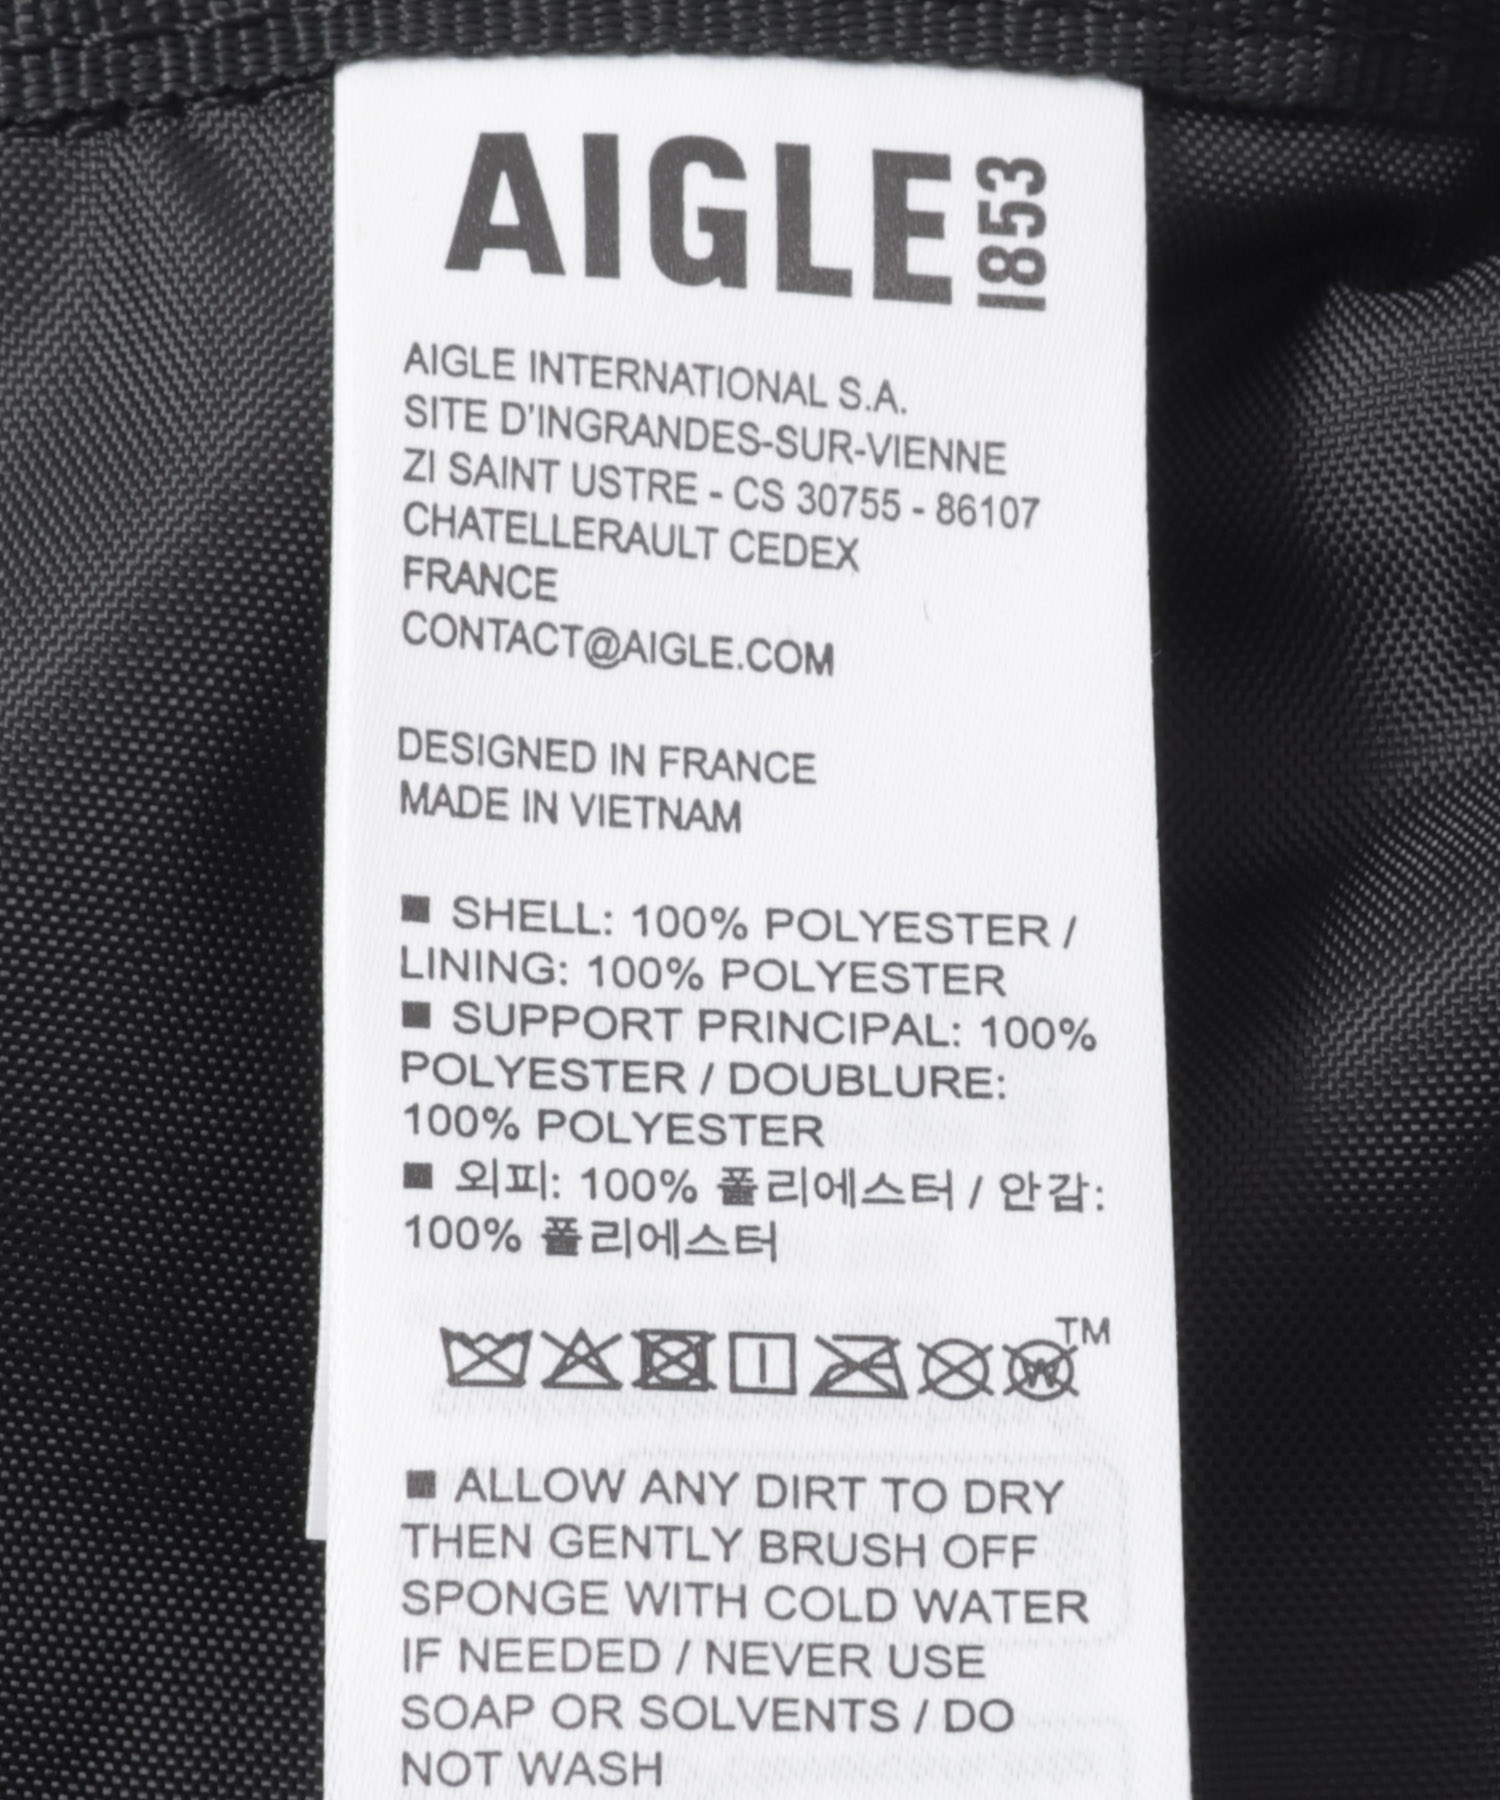 AIGLE 1853
AIGLE INTERNATIONAL S.A.
SITE D'INGRANDES-SUR-VIENNE
ZI SAINT USTRE - CS 30755 - 86107
CHATELLERAULT CEDEX
FRANCE
CONTACT@AIGLE.COM
DESIGNED IN FRANCE
MADE IN VIETNAM
■ SHELL: 100% POLYESTER /
LINING: 100% POLYESTER
■ SUPPORT PRINCIPAL: 100%
POLYESTER / DOUBLURE:
100% POLYESTER
■ 외피: 100% 폴리에스터 / 안감:
100% 폴리에스터
W TM
■ ALLOW ANY DIRT TO DRY
THEN GENTLY BRUSH OFF
SPONGE WITH COLD WATER
IF NEEDED / NEVER USE
SOAP OR SOLVENTS / DO
NOT WASH